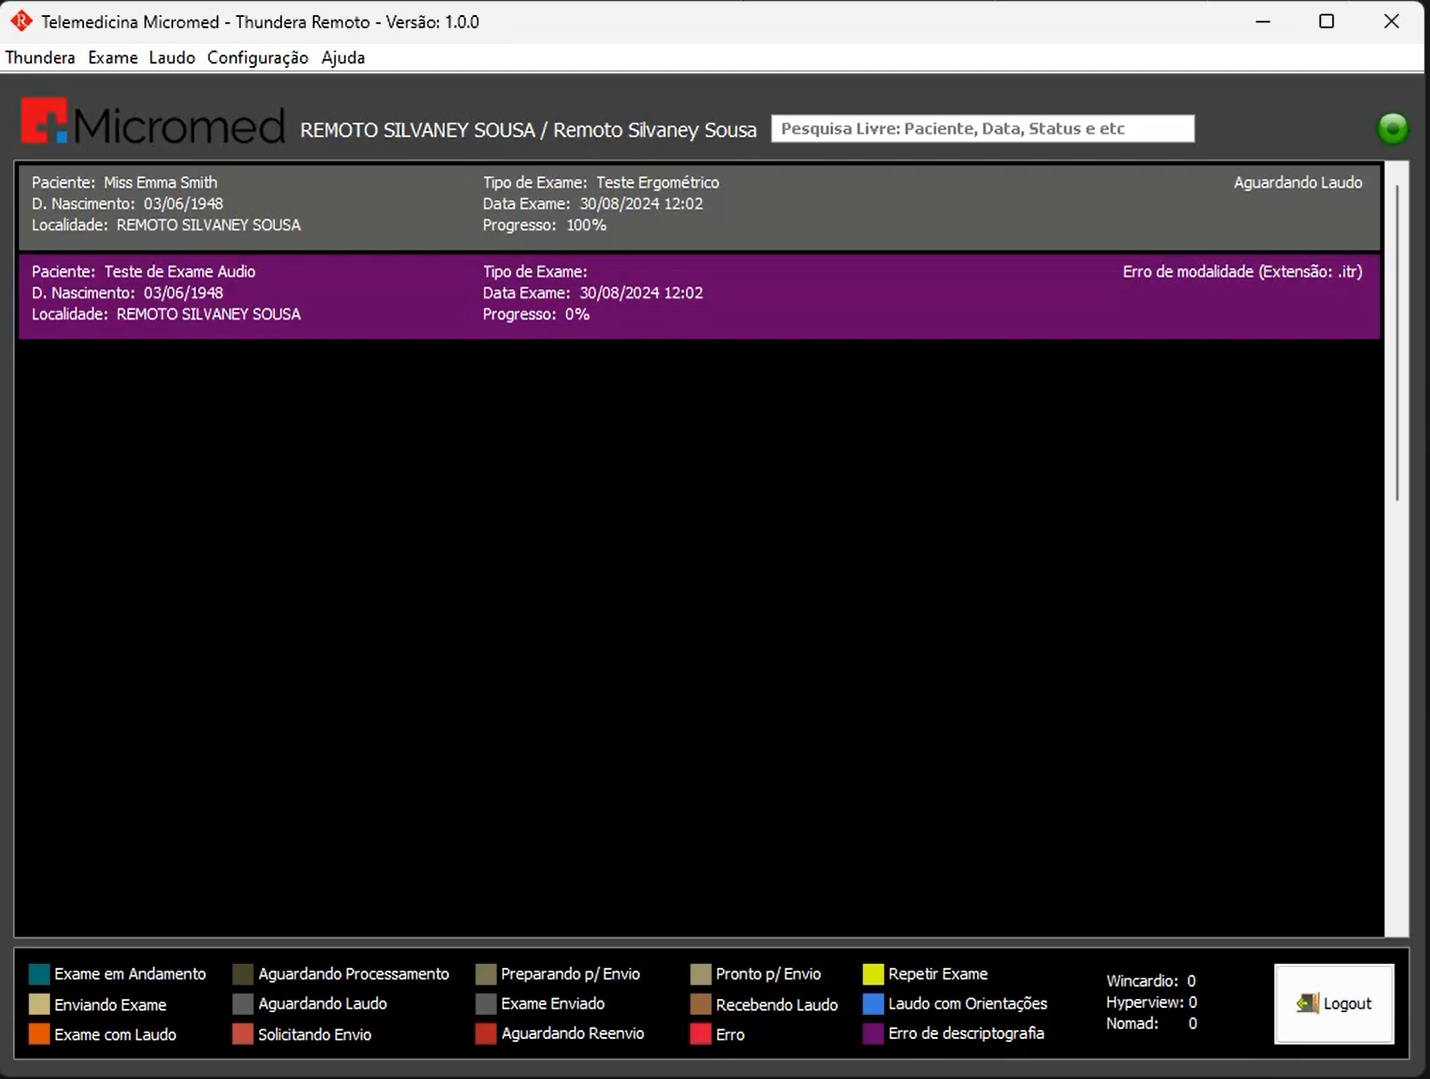 Telemedicina Micromed - Thundera Remoto - Versão: 1.0.0
Thundera Exame Laudo Configuração Ajuda
Micromed REMOTO SILVANEY SOUSA / Remoto Silvaney Sousa Pesquisa Livre: Paciente, Data, Status e etc
Paciente: Miss Emma Smith Tipo de Exame: Teste Ergométrico Aguardando Laudo
D. Nascimento: 03/06/1948 Data Exame: 30/08/2024 12:02
Localidade: REMOTO SILVANEY SOUSA Progresso: 100%
Paciente: Teste de Exame Audio Tipo de Exame: Erro de modalidade (Extensão: .itr)
D. Nascimento: 03/06/1948 Data Exame: 30/08/2024 12:02
Localidade: REMOTO SILVANEY SOUSA Progresso: 0%
Exame em Andamento Aguardando Processamento Preparando p/ Envio Pronto p/ Envio Repetir Exame
Enviando Exame Aguardando Laudo Exame Enviado Recebendo Laudo Laudo com Orientações
Exame com Laudo Solicitando Envio Aguardando Reenvio Erro Erro de descriptografia
Wincardio: 0
Hyperview: 0
Nomad: 0
Logout